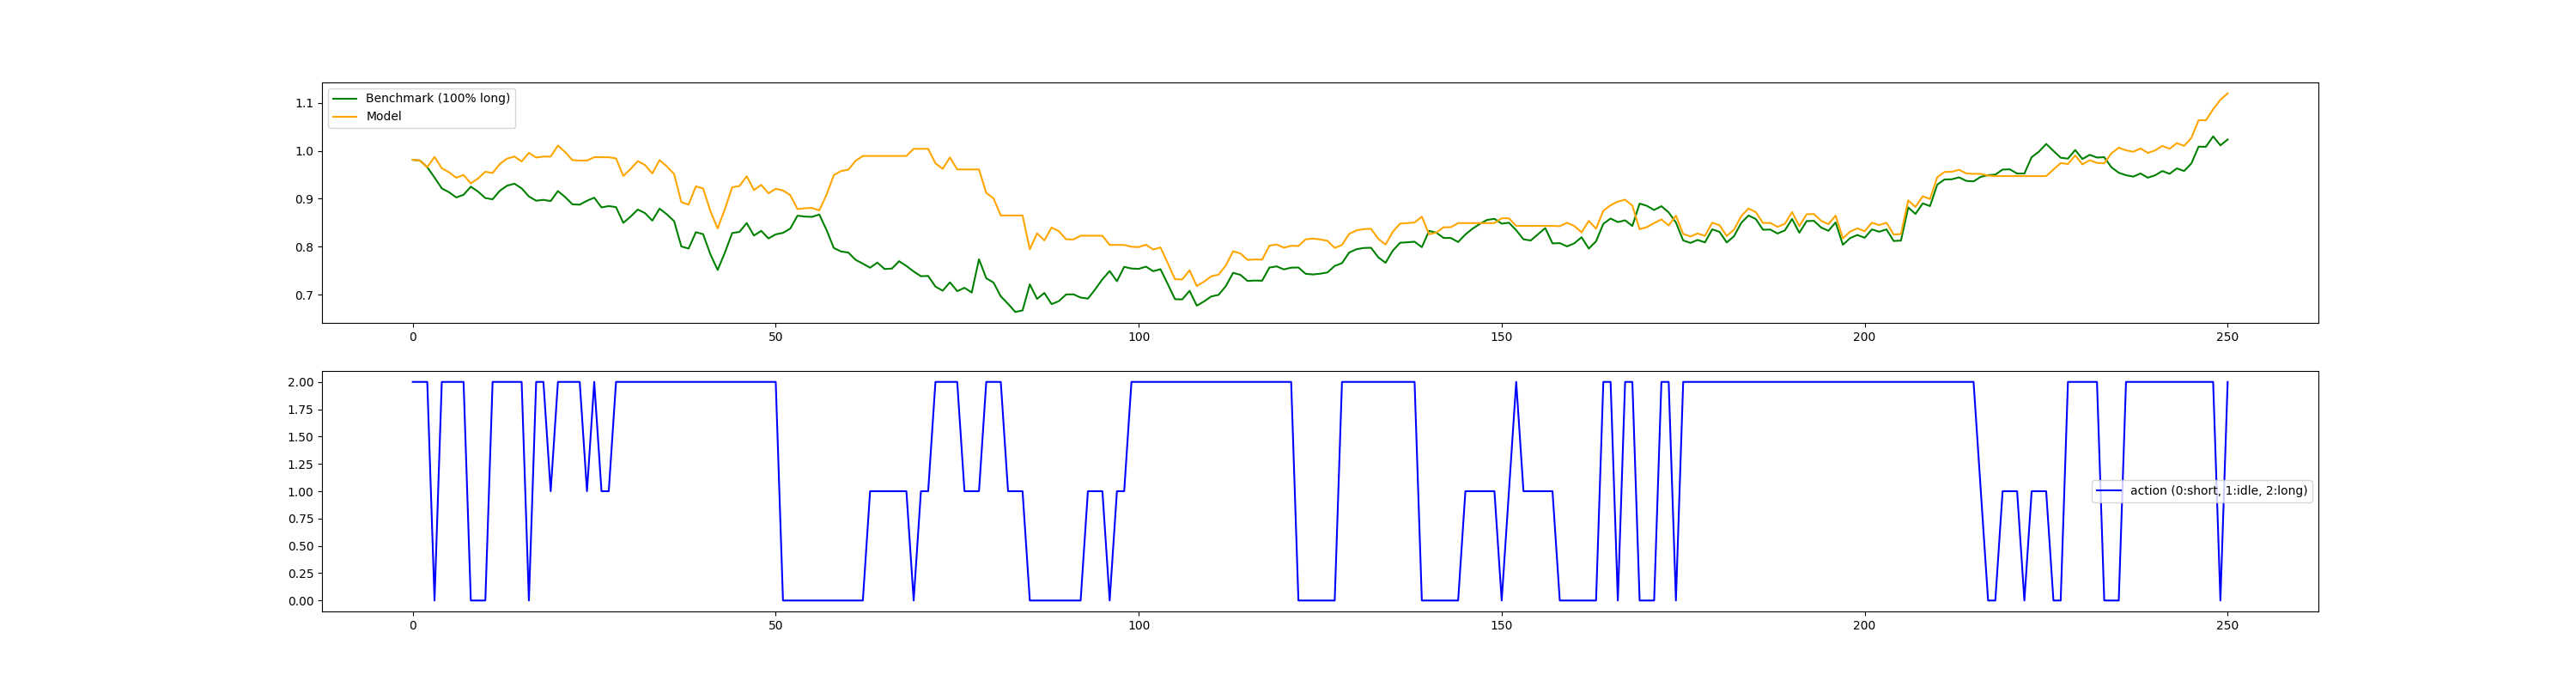 1.1
1.0
0.9
0.8
0.7
Benchmark (100% long)
Model
0 50 100 150 200 250
2.00
1.75
1.50
1.25
1.00
0.75
0.50
0.25
0.00
action (0:short, 1:idle, 2:long)
0 50 100 150 200 250